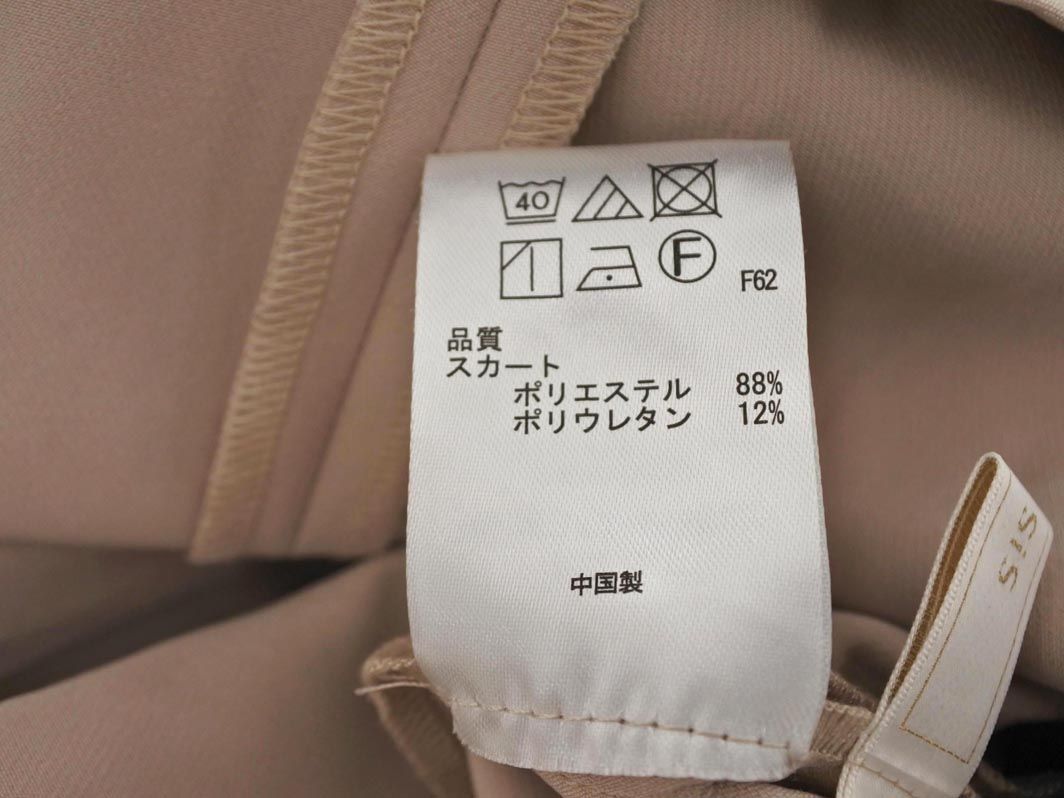 40
F
F62
品質
スカート
ポリエステル 88%
ポリウレタン 12%
中国製